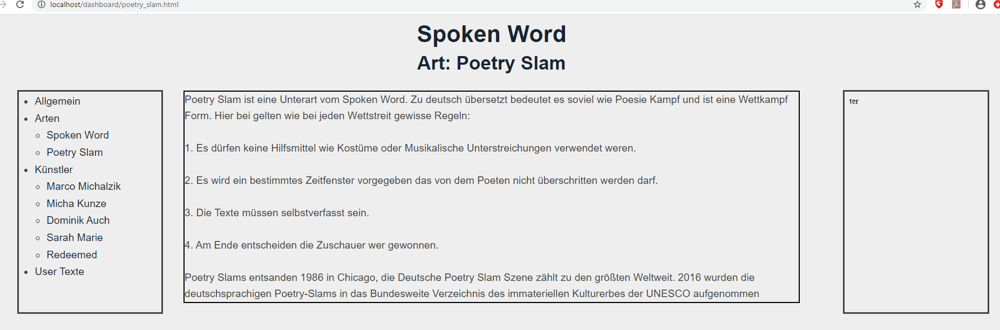 localhost/dashboard/poetry_slam.html
Spoken Word
Art: Poetry Slam
Allgemein
Arten
Spoken Word
Poetry Slam
Künstler
Marco Michalzik
Micha Kunze
Dominik Auch
Sarah Marie
Redeemed
User Texte
Poetry Slam ist eine Unterart vom Spoken Word. Zu deutsch übersetzt bedeutet es soviel wie Poesie Kampf und ist eine Wettkampf
Form. Hier bei gelten wie bei jeden Wettstreit gewisse Regeln:
1. Es dürfen keine Hilfsmittel wie Kostüme oder Musikalische Unterstreichungen verwendet weren.
2. Es wird ein bestimmtes Zeitfenster vorgegeben das von dem Poeten nicht überschritten werden darf.
3. Die Texte müssen selbstverfasst sein.
4. Am Ende entscheiden die Zuschauer wer gewonnen.
Poetry Slams entsanden 1986 in Chicago, die Deutsche Poetry Slam Szene zählt zu den größten Weltweit. 2016 wurden die
deutschsprachigen Poetry-Slams in das Bundesweite Verzeichnis des immateriellen Kulturerbes der UNESCO aufgenommen
ter